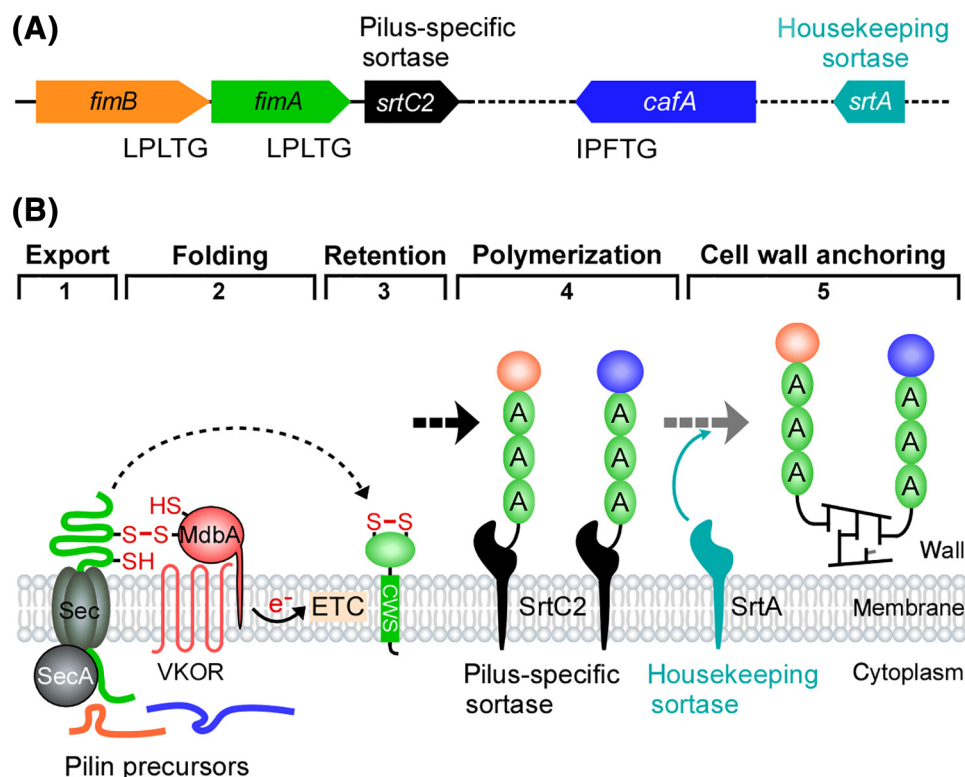 (A)
Pilus-specific
sortase
Housekeeping
sortase
fimB
fimA
srtC2
cafA
srtA
LPLTG
LPLTG
IPFTG
(B)
Export
Folding
Retention
Polymerization
Cell wall anchoring
1
2
3
4
5
A
A
A
A
A
A
A
A
A
A
A
A
HS
S–S
MdbA
SH
S–S
Wall
Sec
e-
ETC
CWS
SrtC2
SrtA
Membrane
SecA
VKOR
Pilus-specific
sortase
Housekeeping
sortase
Cytoplasm
Pilin precursors